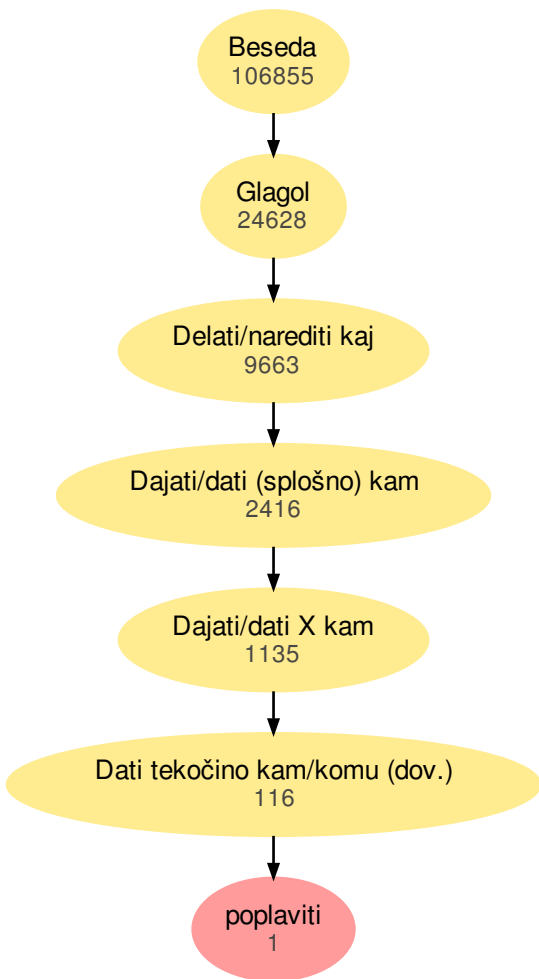 Beseda
106855
Glagol
24628
Delati/narediti kaj
9663
Dajati/dati (splošno) kam
2416
Dajati/dati X kam
1135
Dati tekočino kam/komu (dov.)
116
poplaviti
1